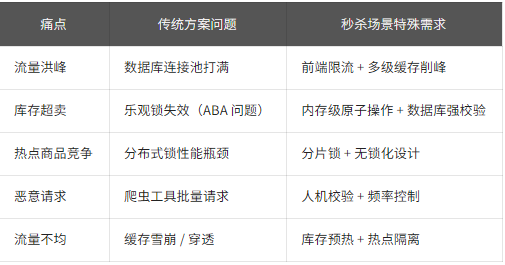 痛点 传统方案问题 秒杀场景特殊需求
流量洪峰 数据库连接池打满 前端限流 + 多级缓存削峰
库存超卖 乐观锁失效（ABA 问题） 内存级原子操作 + 数据库强校验
热点商品竞争 分布式锁性能瓶颈 分片锁 + 无锁化设计
恶意请求 爬虫工具批量请求 人机校验 + 频率控制
流量不均 缓存雪崩 / 穿透 库存预热 + 热点隔离